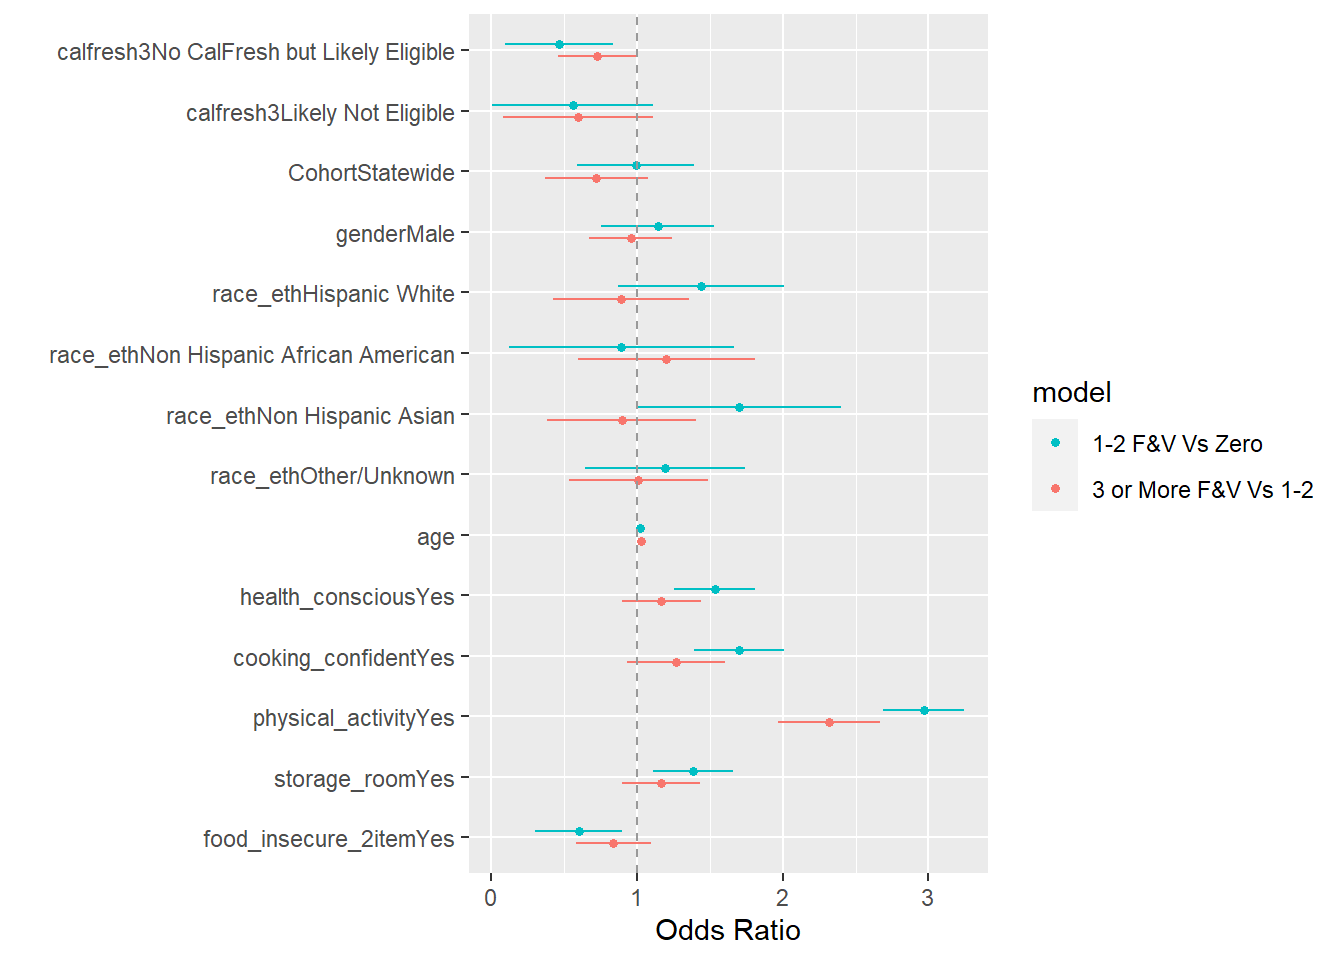 calfresh3No CalFresh but Likely Eligible
calfresh3Likely Not Eligible
CohortStatewide
genderMale
race_ethHispanic White
race_ethNon Hispanic African American
race_ethNon Hispanic Asian
race_ethOther/Unknown
age
health_consciousYes
cooking_confidentYes
physical_activityYes
storage_roomYes
food_insecure_2itemYes
0 1 2 3
Odds Ratio
model
1-2 F&V Vs Zero
3 or More F&V Vs 1-2